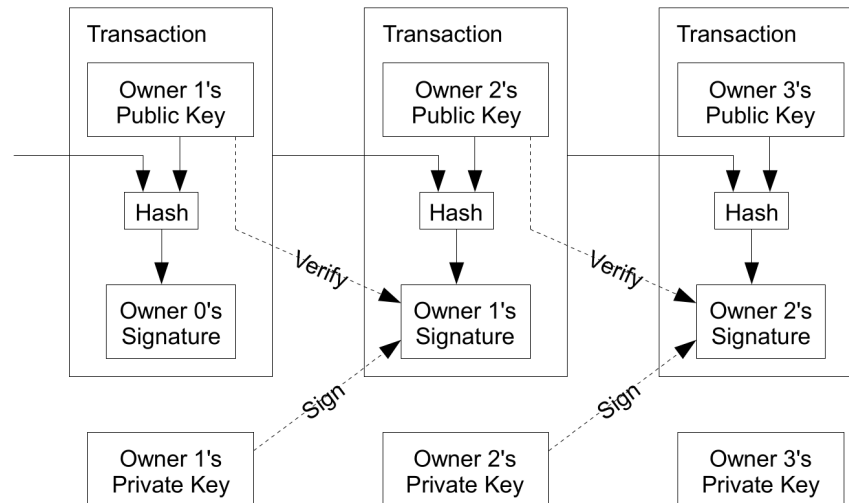 Transaction
Transaction
Transaction
Owner 1's
Public Key
Owner 2's
Public Key
Owner 3's
Public Key
Hash
Hash
Hash
Verify
Verify
Owner 0's
Signature
Owner 1's
Signature
Owner 2's
Signature
Sign
Sign
Owner 1's
Private Key
Owner 2's
Private Key
Owner 3's
Private Key